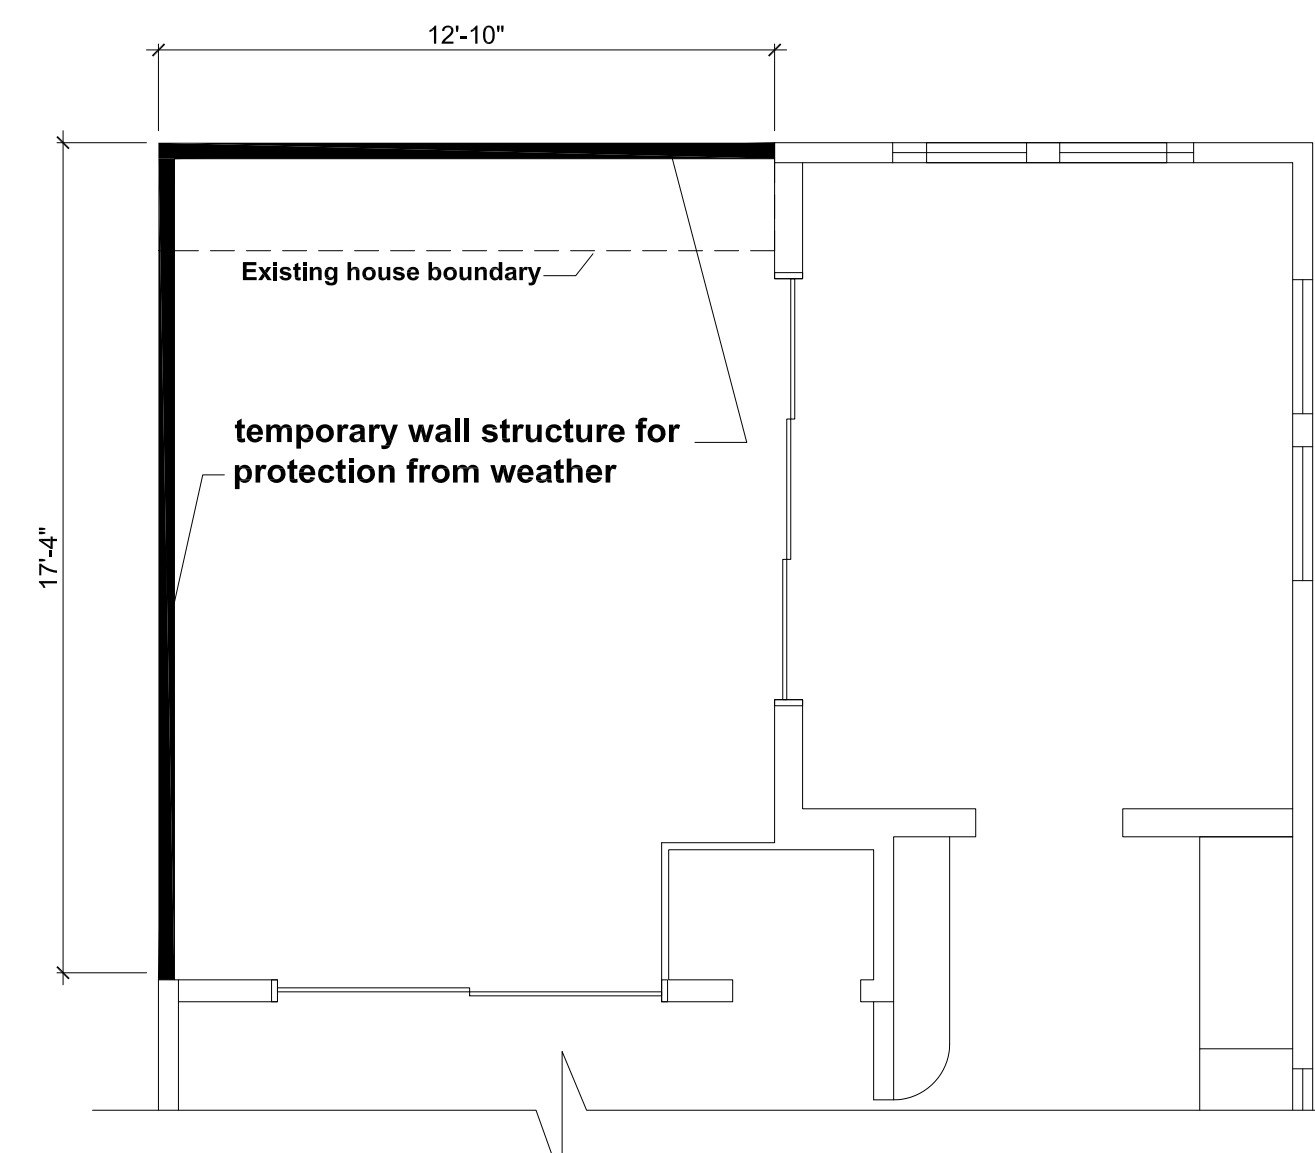 12'-10"
Existing house boundary
temporary wall structure for
protection from weather
17'-4"